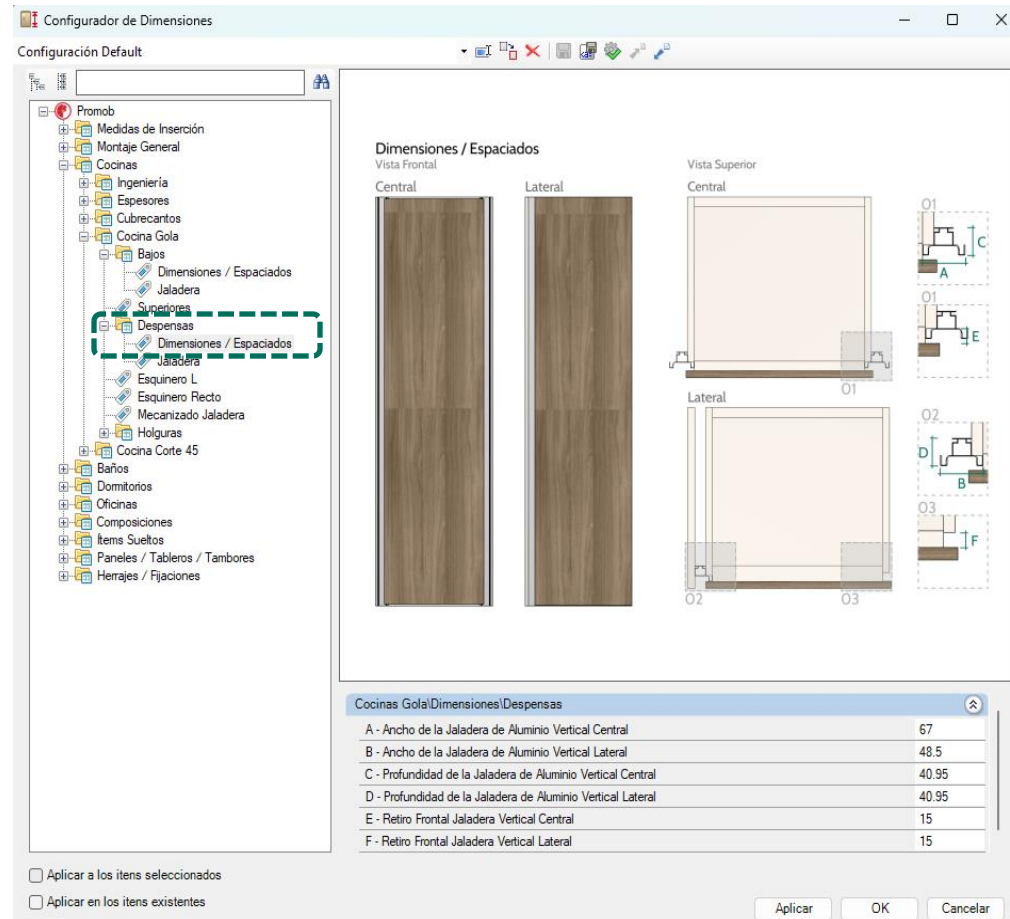 Configurador de Dimensiones
Configuración Default
Promob
Medidas de Inserción
Montaje General
Cocinas
Ingeniería
Espesores
Cubrecantos
Cocina Gola
Bajos
Dimensiones / Espaciados
Jaladera
Superiores
Despensas
Dimensiones / Espaciados
Jaladera
Esquinero L
Esquinero Recto
Mecanizado Jaladera
Holguras
Cocina Corte 45
Baños
Dormitorios
Oficinas
Composiciones
Ítems Sueltos
Paneles / Tableros / Tambores
Herrajes / Fijaciones
Dimensiones / Espaciados
Vista Frontal
Central
Lateral
Vista Superior
Central
O1
Lateral
O2
O3
O1
C
A
O1
E
O2
D
B
O3
F
Cocinas Gola\Dimensiones\Despensas
A - Ancho de la Jaladera de Aluminio Vertical Central 67
B - Ancho de la Jaladera de Aluminio Vertical Lateral 48.5
C - Profundidad de la Jaladera de Aluminio Vertical Central 40.95
D - Profundidad de la Jaladera de Aluminio Vertical Lateral 40.95
E - Retiro Frontal Jaladera Vertical Central 15
F - Retiro Frontal Jaladera Vertical Lateral 15
Aplicar a los itens seleccionados
Aplicar en los itens existentes
Aplicar
OK
Cancelar